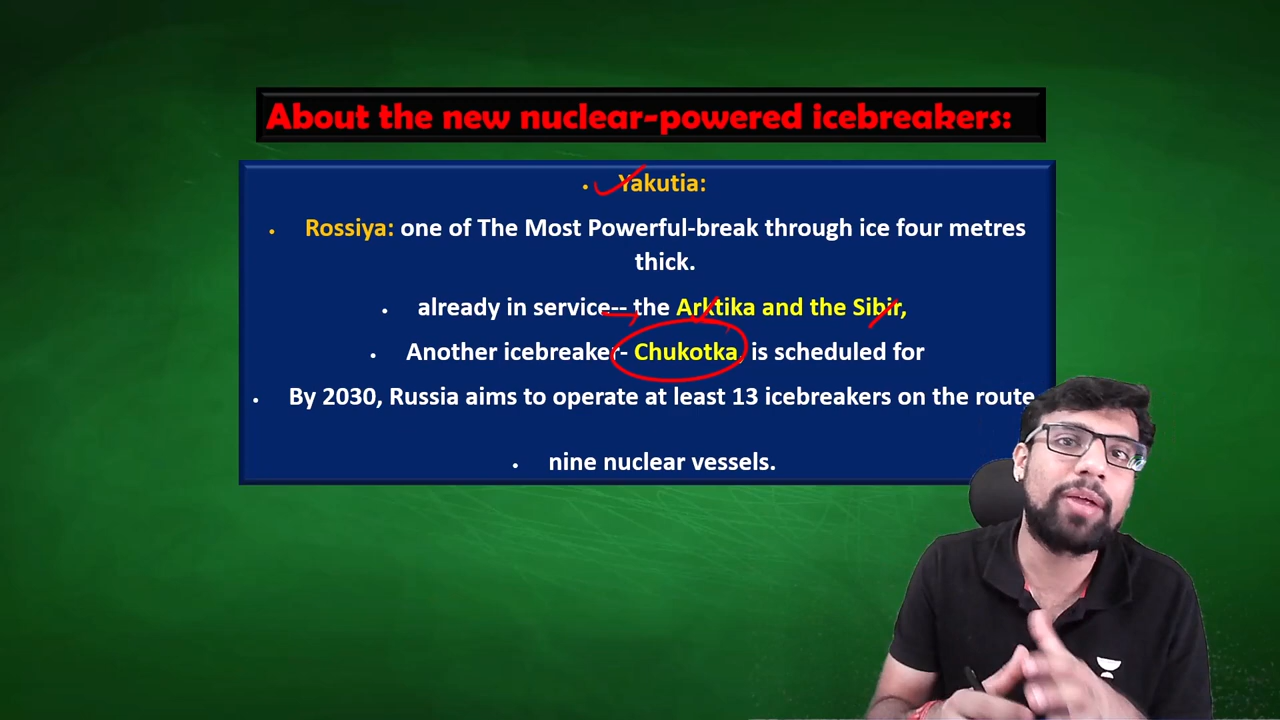 About the new nuclear-powered icebreakers:
• Yakutia:
• Rossiya: one of The Most Powerful-break through ice four metres
thick.
• already in service-- the Arktika and the Sibir,
• Another icebreaker- Chukotka, is scheduled for
• By 2030, Russia aims to operate at least 13 icebreakers on the route
• nine nuclear vessels.